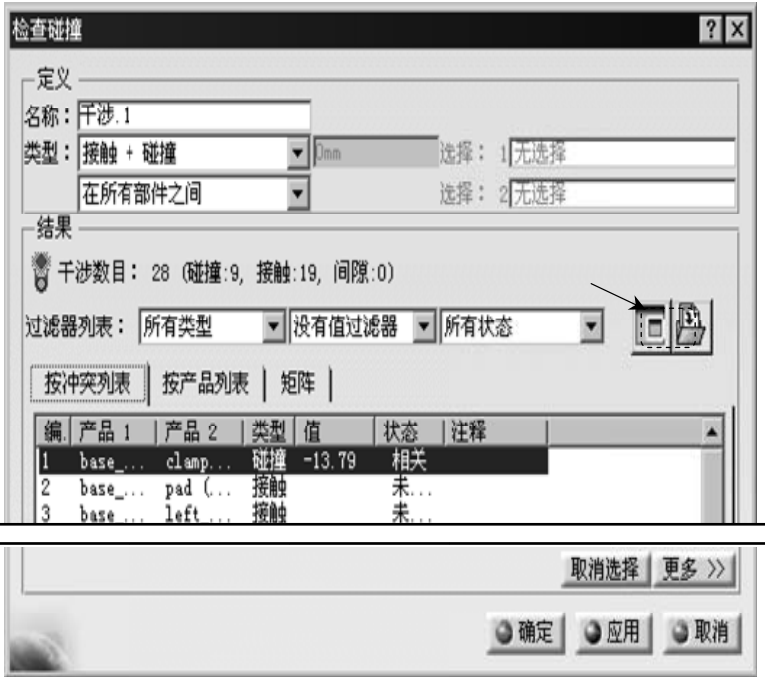 检查碰撞
定义
名称： 干涉.1
类型： 接触 + 碰撞 0mm 选择： 1 无选择
在所有部件之间 选择： 2 无选择
结果
干涉数目： 28 (碰撞:9, 接触:19, 间隙:0)
过滤器列表： 所有类型 没有值过滤器 所有状态
按冲突列表 按产品列表 矩阵
编. 产品 1 产品 2 类型 值 状态 注释
1 base_... clamp... 碰撞 -13.79 相关
2 base_... pad (... 接触 未...
3 base_... left_... 接触 未...
取消选择 更多 >>
确定 应用 取消